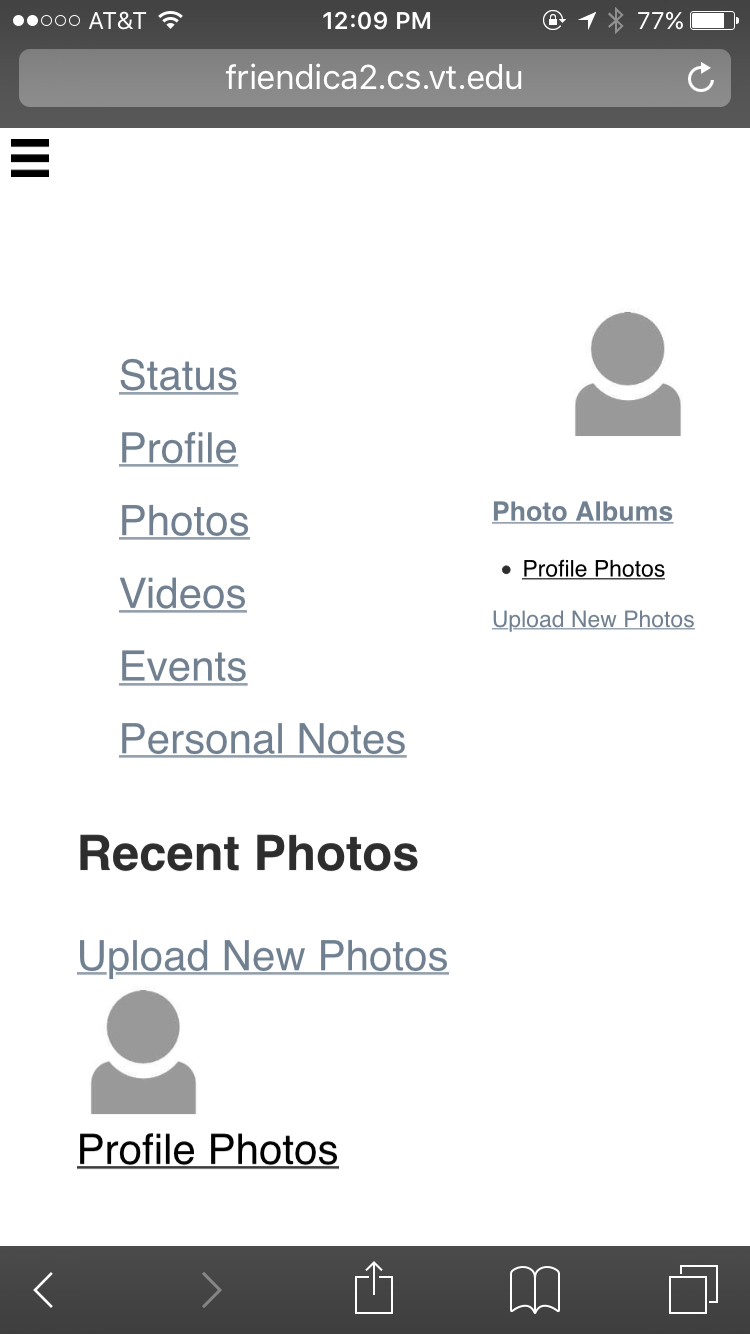 AT&T 12:09 PM 77%
friendica2.cs.vt.edu
Status
Profile
Photos
Videos
Events
Personal Notes
Photo Albums
Profile Photos
Upload New Photos
Recent Photos
Upload New Photos
Profile Photos